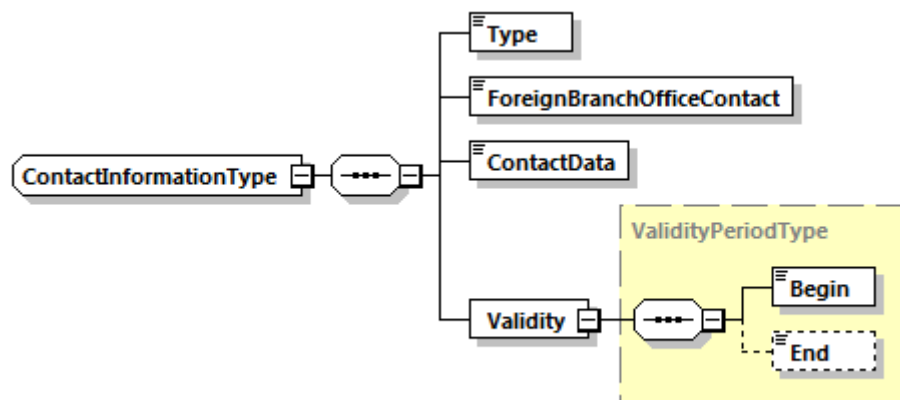 Type
ForeignBranchOfficeContact
ContactData
ContactInformationType
ValidityPeriodType
Validity
Begin
End